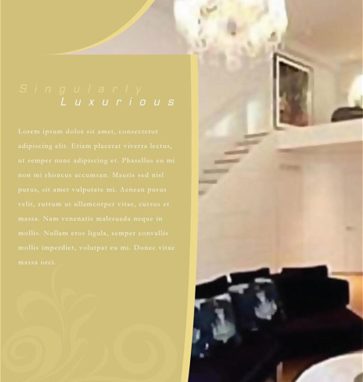 Singularly
Luxurious
Lorem ipsum dolor sit amet, consectetur
adipiscing elit. Etiam placerat viverra lectus,
ut semper nunc adipiscing et. Phasellus eu mi
non mi rhoncus accumsan. Mauris sed nisl
purus, sit amet vulputate mi. Aenean purus
velit, rutrum ut ullamcorper vitae, cursus et
massa. Nam venenatis malesuada neque in
mollis. Nullam eros ligula, semper convallis
mollis imperdiet, volutpat eu mi. Donec vitae
massa orci.